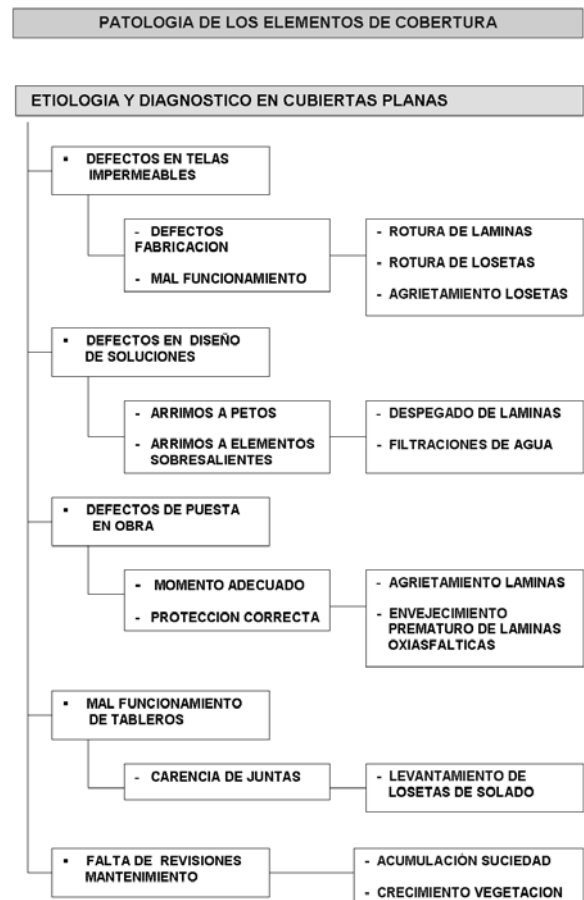 PATOLOGIA DE LOS ELEMENTOS DE COBERTURA
ETIOLOGIA Y DIAGNOSTICO EN CUBIERTAS PLANAS
▪ DEFECTOS EN TELAS
IMPERMEABLES
- DEFECTOS
FABRICACION
- MAL FUNCIONAMIENTO
- ROTURA DE LAMINAS
- ROTURA DE LOSETAS
- AGRIETAMIENTO LOSETAS
▪ DEFECTOS EN DISEÑO
DE SOLUCIONES
- ARRIMOS A PETOS
- ARRIMOS A ELEMENTOS
SOBRESALIENTES
- DESPEGADO DE LAMINAS
- FILTRACIONES DE AGUA
▪ DEFECTOS DE PUESTA
EN OBRA
- MOMENTO ADECUADO
- PROTECCION CORRECTA
- AGRIETAMIENTO LAMINAS
- ENVEJECIMIENTO
PREMATURO DE LAMINAS
OXIASFALTICAS
▪ MAL FUNCIONAMIENTO
DE TABLEROS
- CARENCIA DE JUNTAS
- LEVANTAMIENTO DE
LOSETAS DE SOLADO
▪ FALTA DE REVISIONES
MANTENIMIENTO
- ACUMULACIÓN SUCIEDAD
- CRECIMIENTO VEGETACION